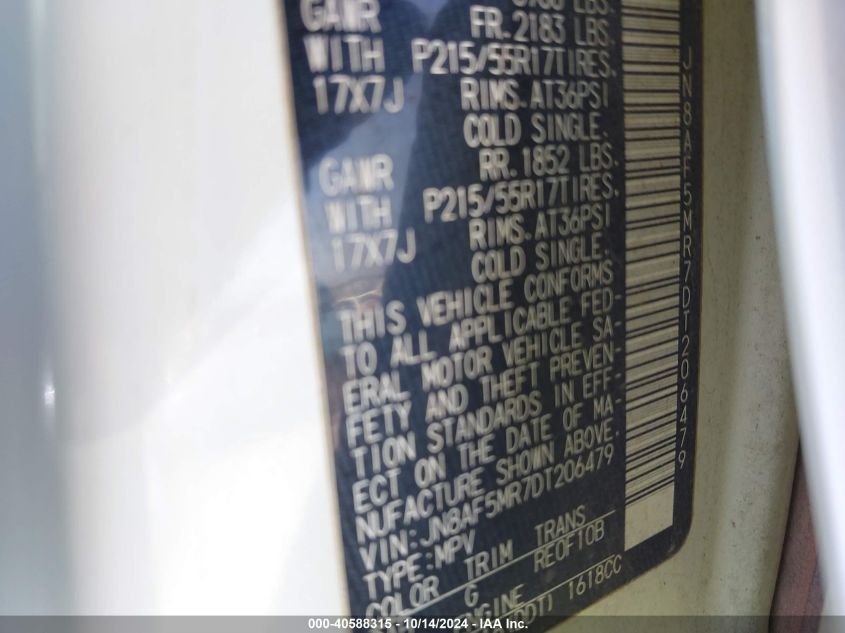 GAWR FR. 2183 LBS.
WITH P215/55R17TIRES.
17X7J RIMS. AT36PSI
COLD SINGLE.
GAWR RR. 1852 LBS.
WITH P215/55R17TIRES.
17X7J RIMS. AT36PSI
COLD SINGLE.
THIS VEHICLE CONFORMS
TO ALL APPLICABLE FED-
ERAL MOTOR VEHICLE SA-
FETY AND THEFT PREVEN-
TION STANDARDS IN EFF-
ECT ON THE DATE OF MA-
NUFACTURE SHOWN ABOVE.
VIN:JN8AF5MR7DT206479
TYPE:MPV
COLOR TRIM TRANS
G REOF10B
ENGINE
1618CC
JN8AF5MR7DT206479
000-40588315 - 10/14/2024 - IAA Inc.